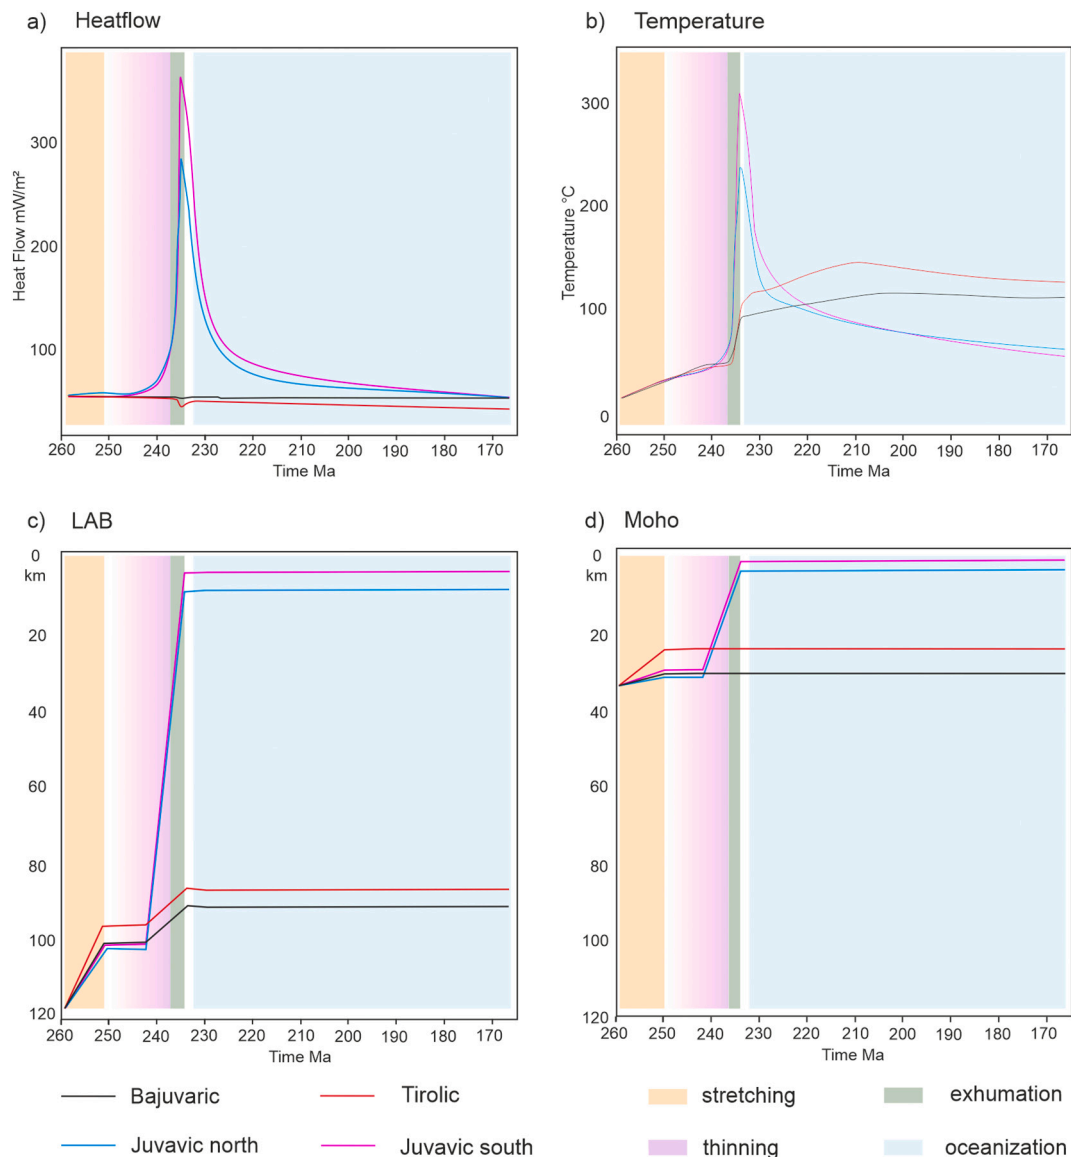 a) Heatflow
b) Temperature
Heat Flow mW/m²
300
200
100
260 250 240 230 220 210 200 190 180 170
Time Ma
Temperature °C
300
200
100
0
260 250 240 230 220 210 200 190 180 170
Time Ma
c) LAB
d) Moho
0
km
20
40
60
80
100
120
260 250 240 230 220 210 200 190 180 170
Time Ma
0
km
20
40
60
80
100
120
260 250 240 230 220 210 200 190 180 170
Time Ma
Bajuvaric
Tirolic
stretching
exhumation
Juvavic north
Juvavic south
thinning
oceanization